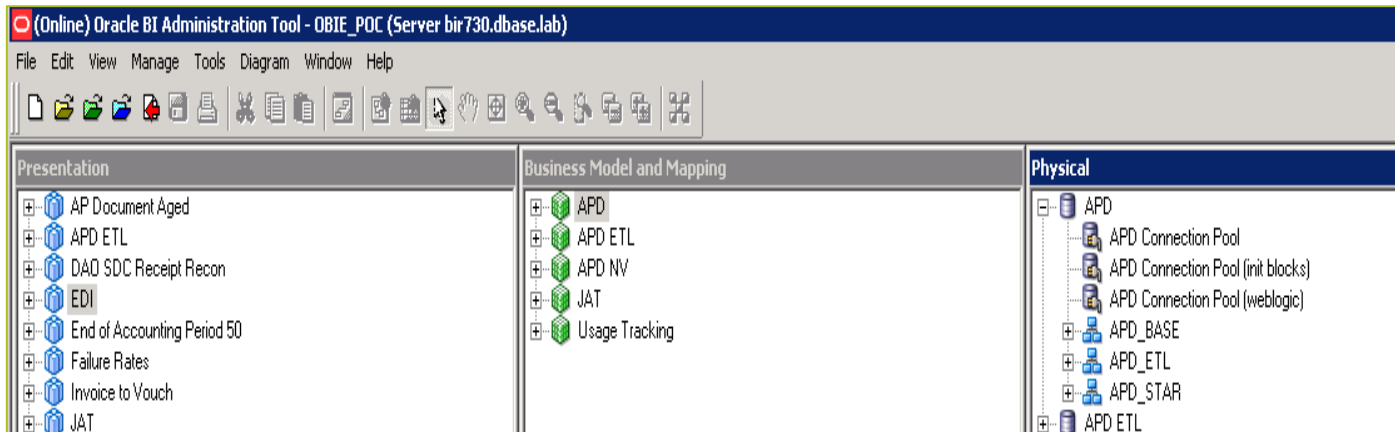 (Online) Oracle BI Administration Tool - OBIE_POC (Server bir730.dbase.lab)
File Edit View Manage Tools Diagram Window Help
Presentation
AP Document Aged
APD ETL
DAO SDC Receipt Recon
EDI
End of Accounting Period 50
Failure Rates
Invoice to Vouch
JAT
Business Model and Mapping
APD
APD ETL
APD NV
JAT
Usage Tracking
Physical
APD
APD Connection Pool
APD Connection Pool (init blocks)
APD Connection Pool (weblogic)
APD_BASE
APD_ETL
APD_STAR
APD ETL